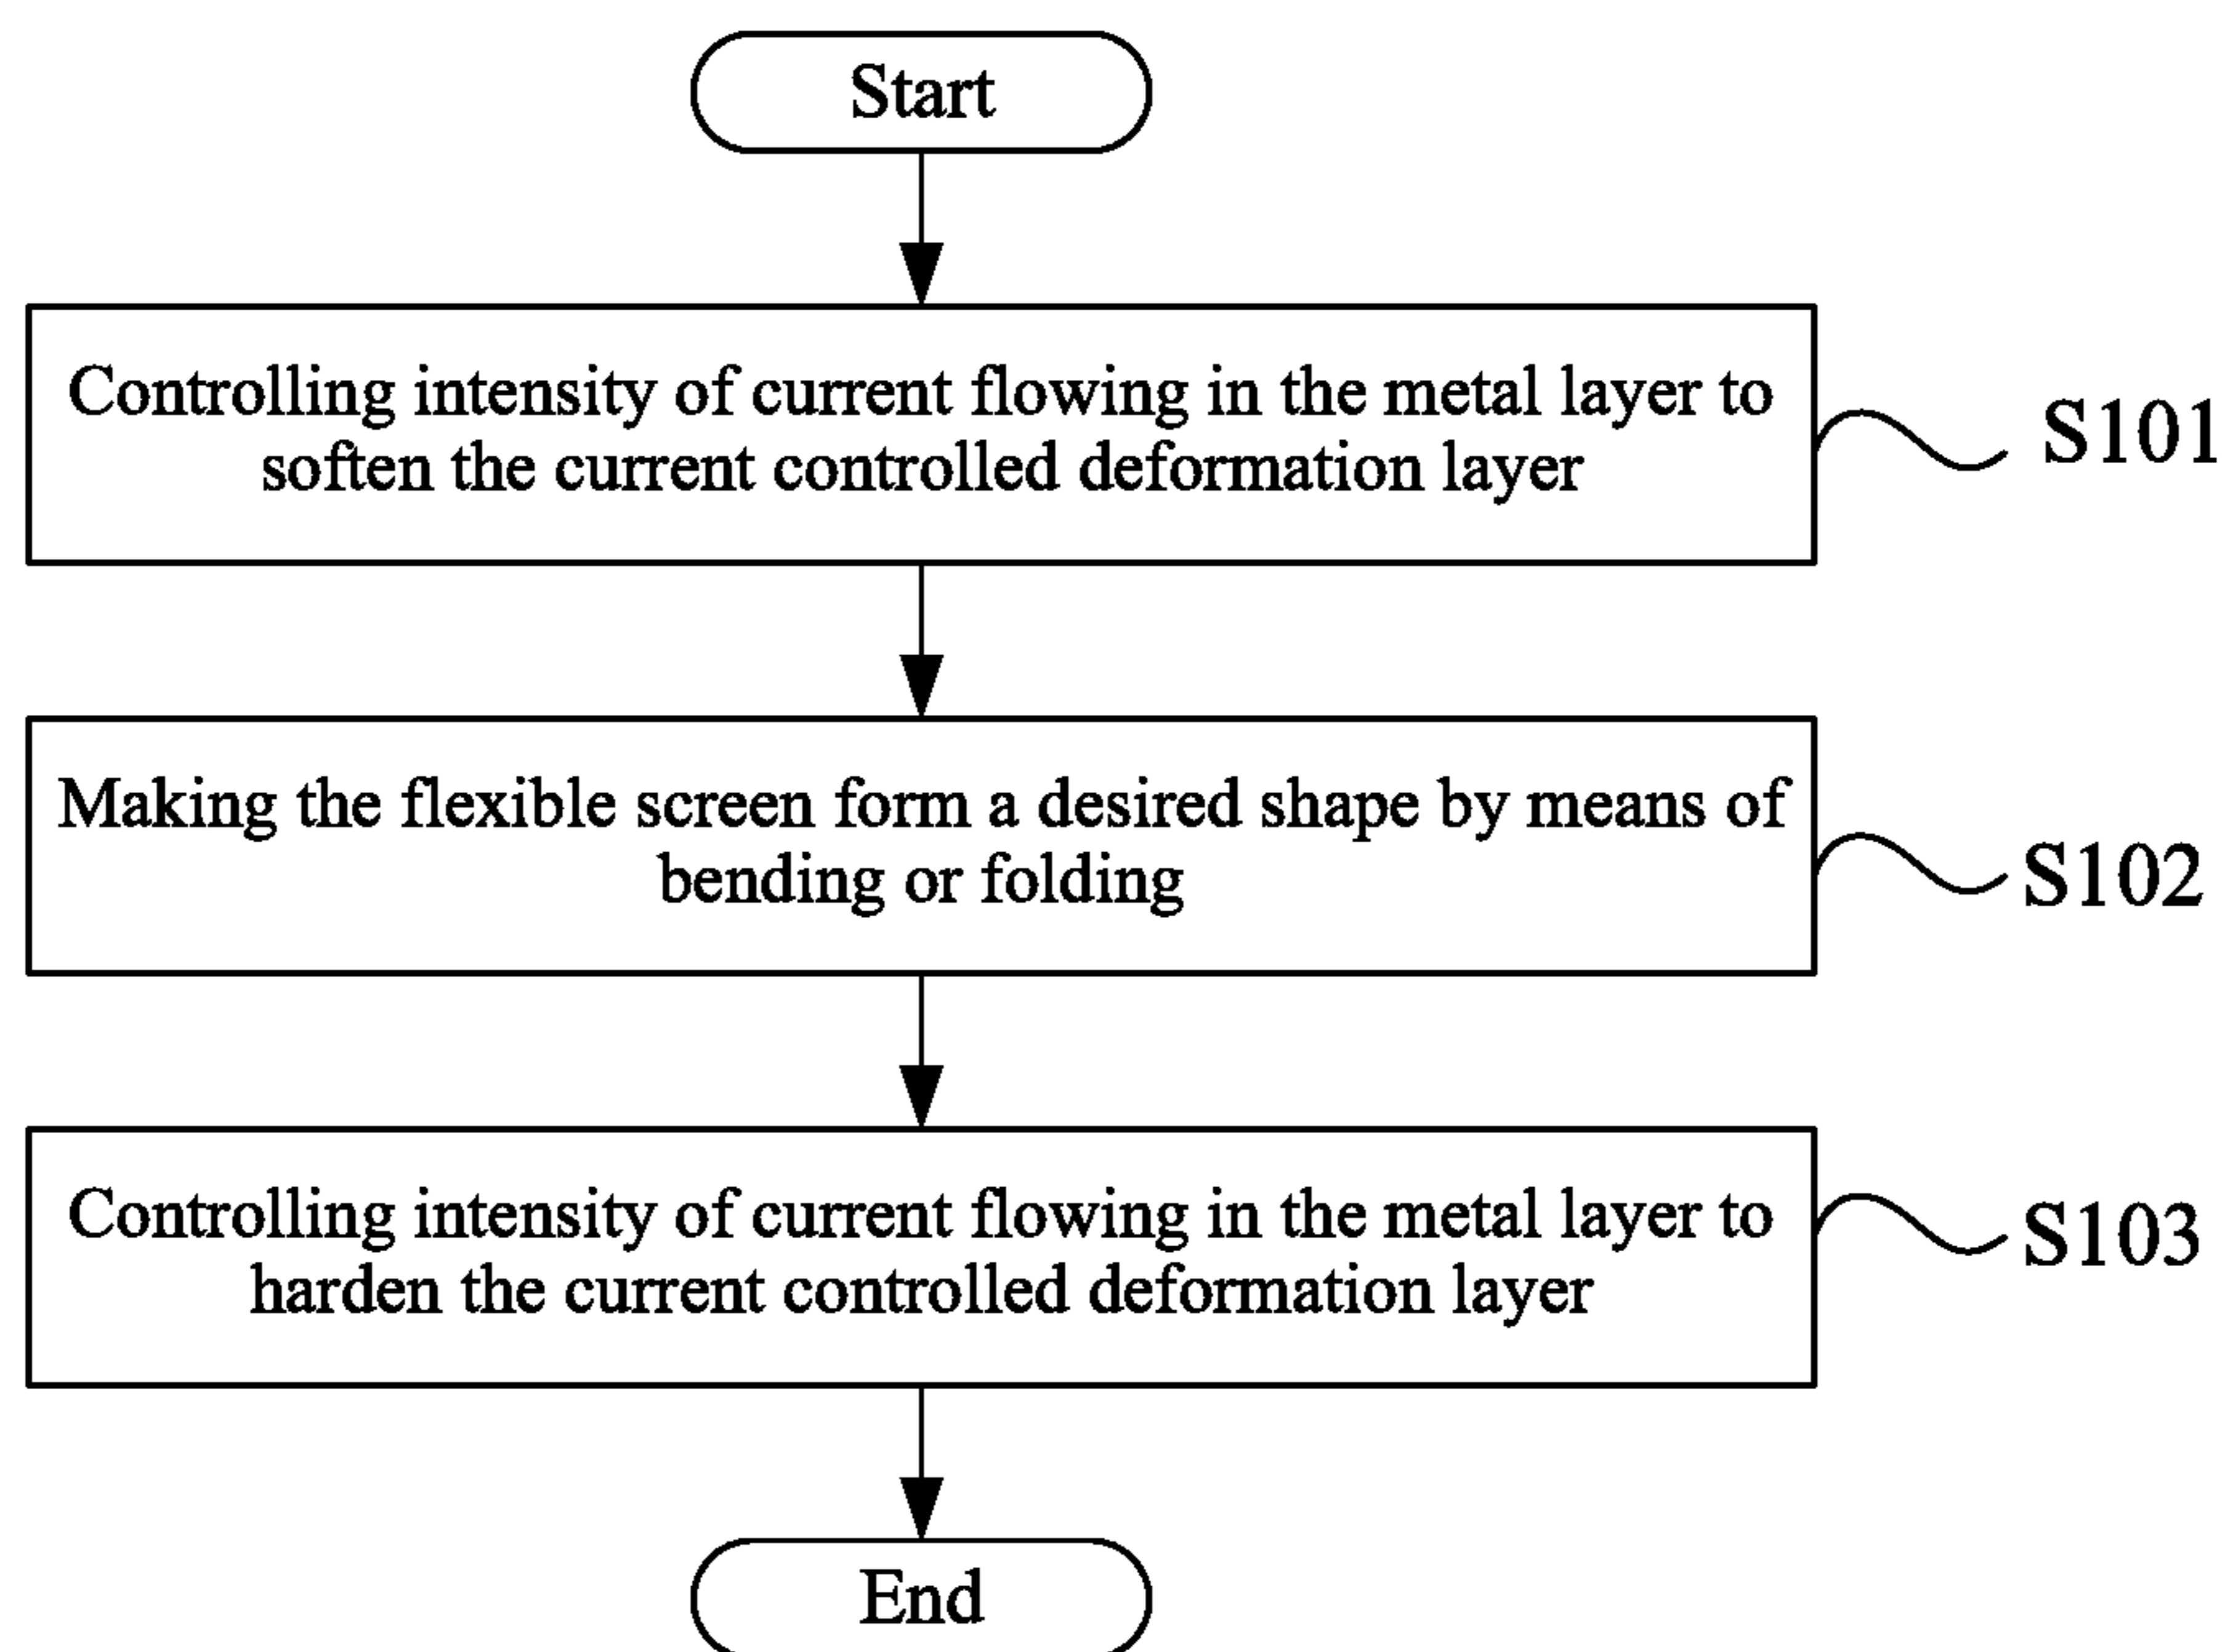 Start
Controlling intensity of current flowing in the metal layer to
soften the current controlled deformation layer
S101
Making the flexible screen form a desired shape by means of
bending or folding
S102
Controlling intensity of current flowing in the metal layer to
harden the current controlled deformation layer
S103
End